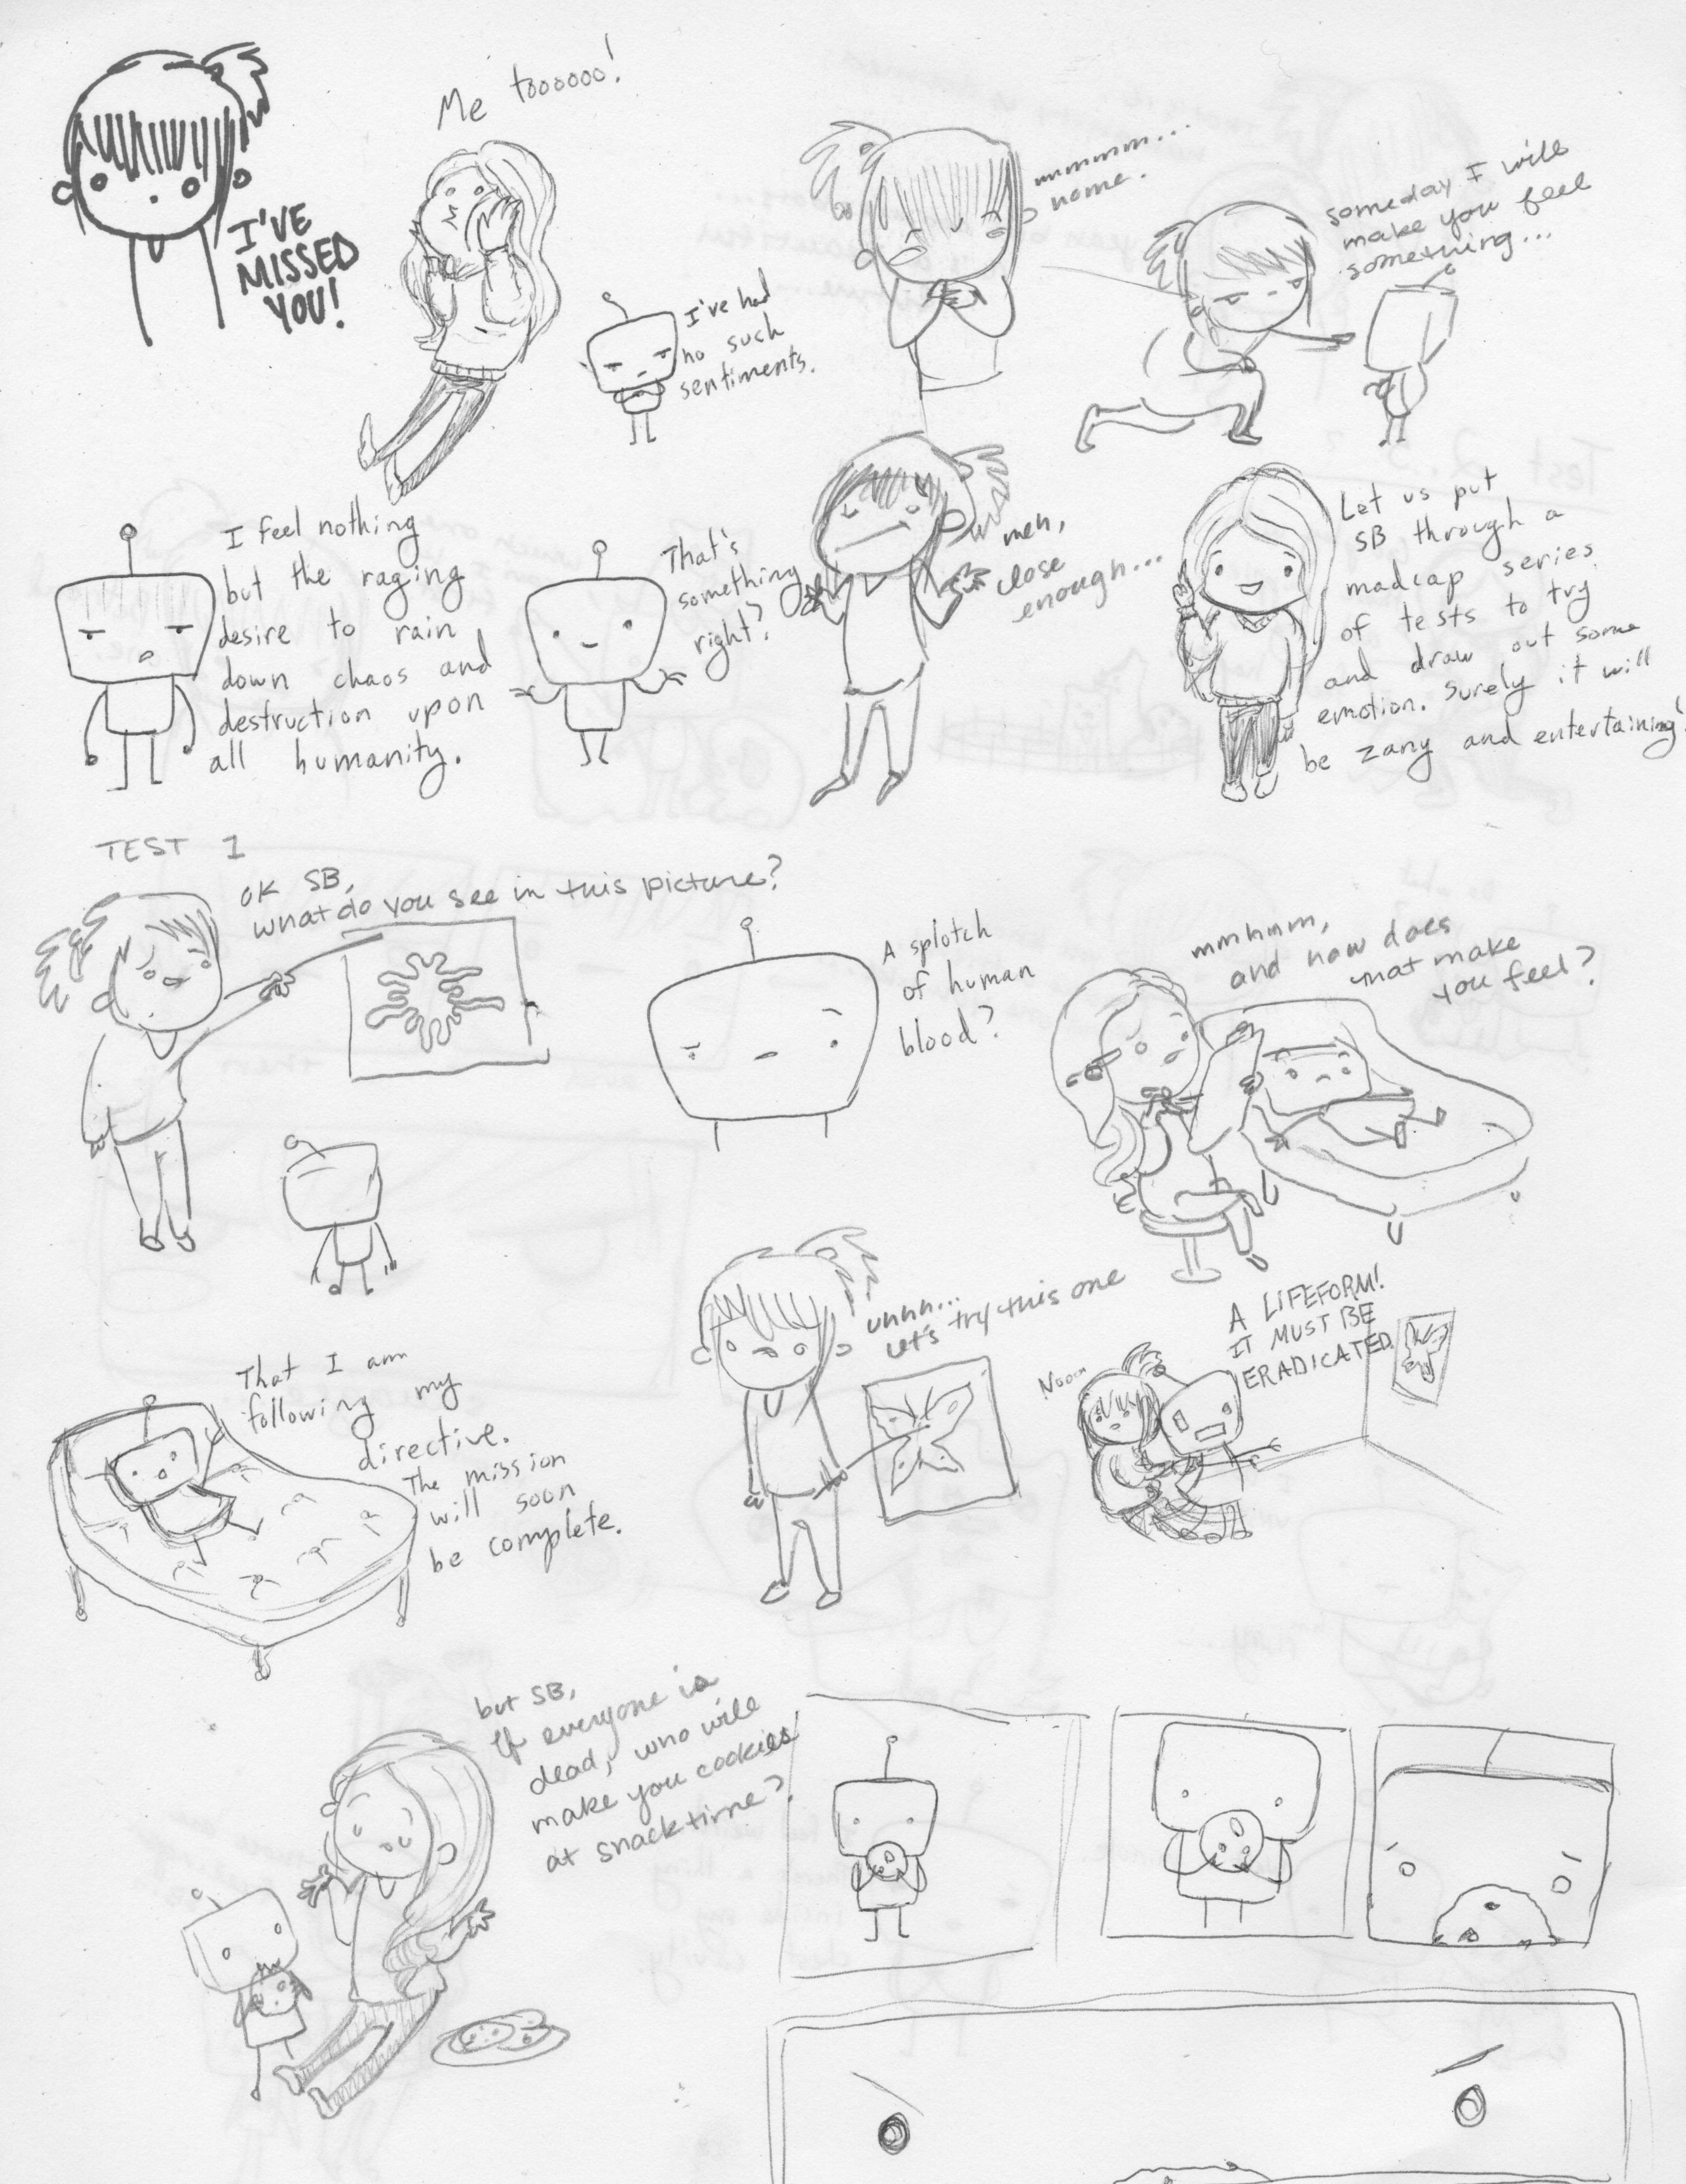 I'VE
MISSED
YOU!
Me toooooo!
I've had
no such
sentiments.
mmmmm...
nome.
someday I will
make you feel
something...
I feel nothing
but the raging
desire to rain
down chaos and
destruction upon
all humanity.
That's
something
right?
meh,
close
enough...
Let us put
SB through a
madcap series
of tests to try
and draw out some
emotion. Surely it will
be zany and entertaining!
TEST 1
OK SB,
what do you see in this picture?
A splotch
of human
blood?
mmhmm,
and how does
that make
you feel?
That I am
following my
directive.
The mission
will soon
be complete.
uhhh...
let's try this one
Nooo
A LIFEFORM!
IT MUST BE
ERADICATED.
but SB,
if everyone is
dead, who will
make you cookies
at snacktime?